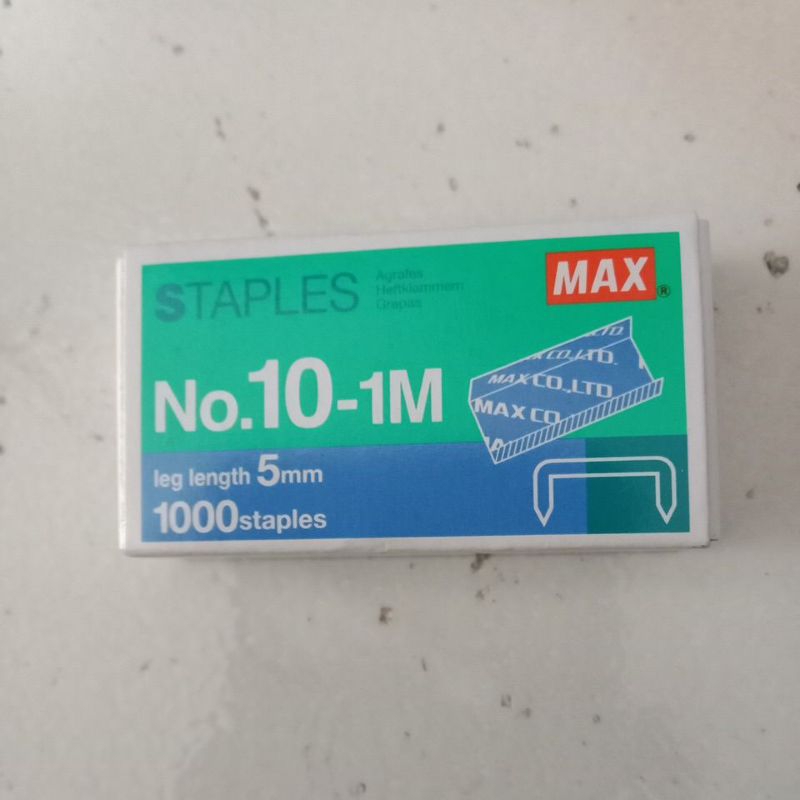 STAPLES
Agrafes
Heftklammern
Grapas
MAX®
No.10-1M
CO.,LTD.
MAX CO.,LTD
MAX CO.
leg length 5mm
1000staples